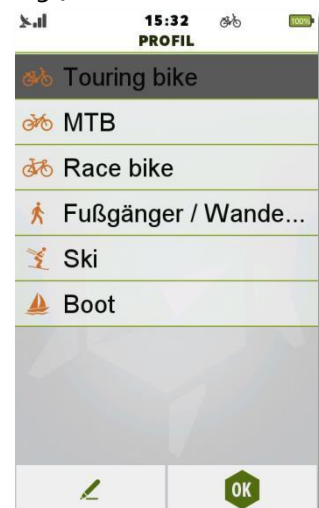 15:32
100%
PROFIL
Touring bike
MTB
Race bike
Fußgänger / Wande...
Ski
Boot
OK